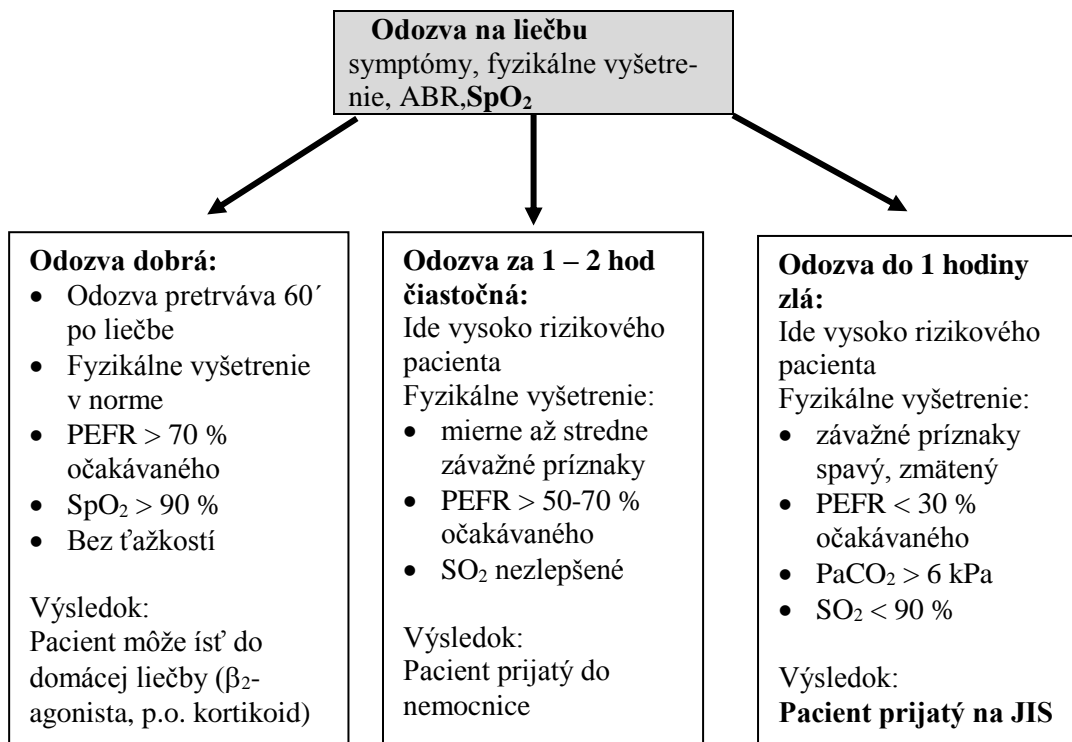 Odozva na liečbu
symptómy, fyzikálne vyšetre-
nie, ABR,SpO₂
Odozva dobrá:
• Odozva pretrváva 60´
po liečbe
• Fyzikálne vyšetrenie
v norme
• PEFR > 70 %
očakávaného
• SpO₂ > 90 %
• Bez ťažkostí
Výsledok:
Pacient môže ísť do
domácej liečby (β₂-
agonista, p.o. kortikoid)
Odozva za 1 – 2 hod
čiastočná:
Ide vysoko rizikového
pacienta
Fyzikálne vyšetrenie:
• mierne až stredne
závažné príznaky
• PEFR > 50-70 %
očakávaného
• SO₂ nezlepšené
Výsledok:
Pacient prijatý do
nemocnice
Odozva do 1 hodiny
zlá:
Ide vysoko rizikového
pacienta
Fyzikálne vyšetrenie:
• závažné príznaky
spavý, zmätený
• PEFR < 30 %
očakávaného
• PaCO₂ > 6 kPa
• SO₂ < 90 %
Výsledok:
Pacient prijatý na JIS